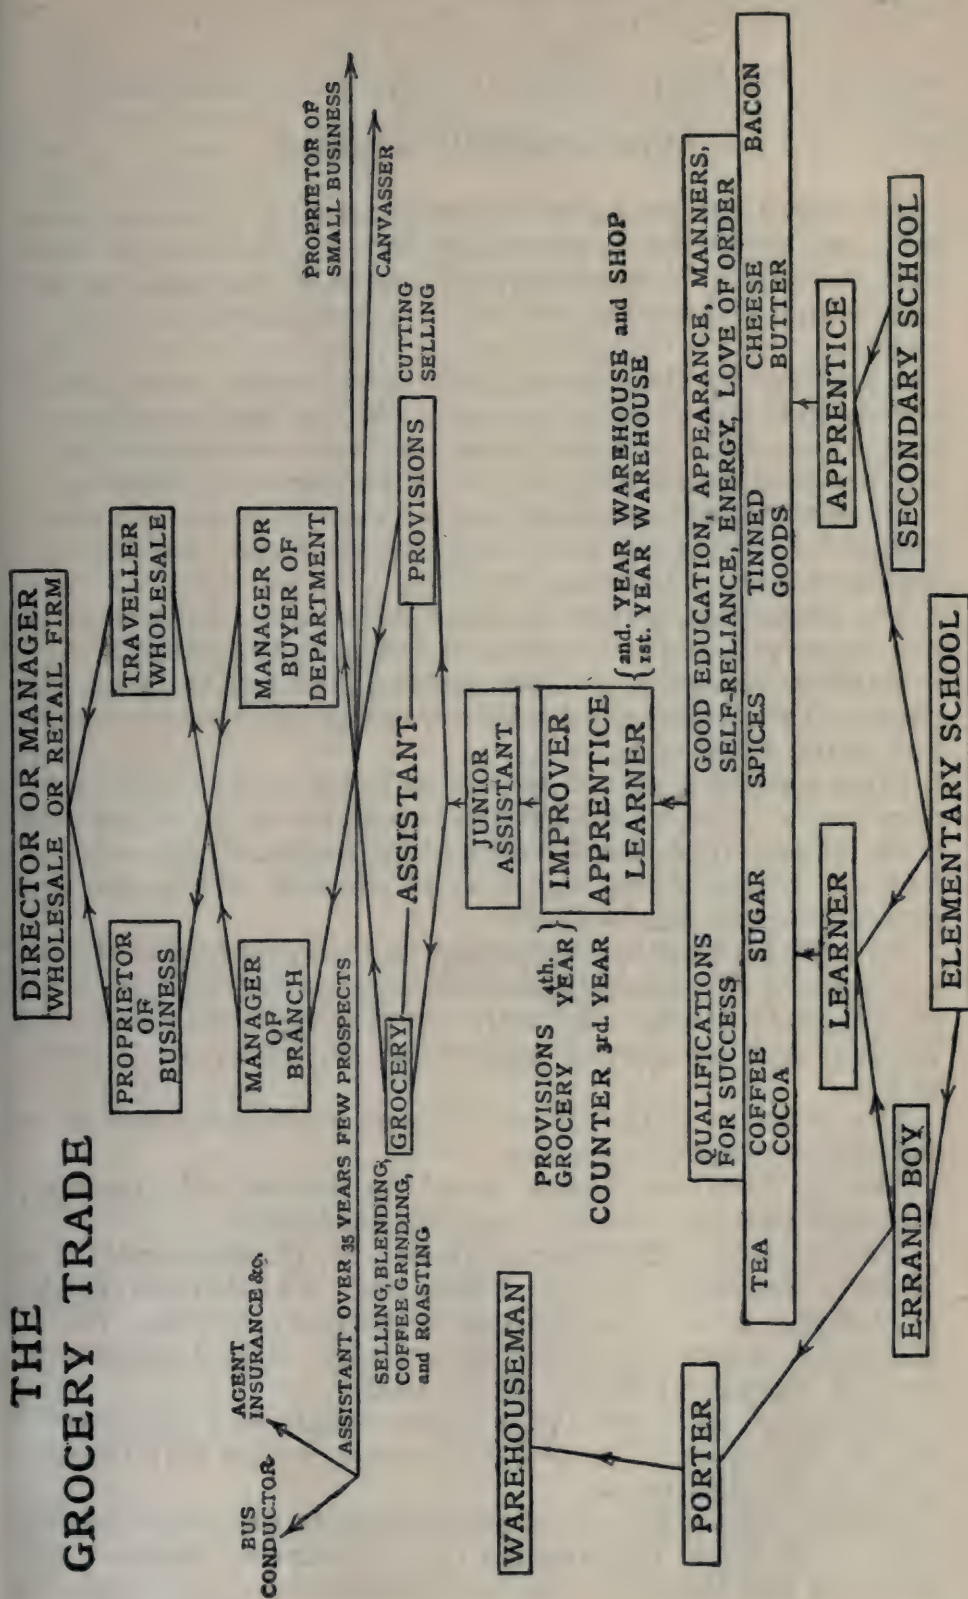 THE
GROCERY TRADE
DIRECTOR OR MANAGER
WHOLESALE OR RETAIL FIRM
PROPRIETOR
OF
BUSINESS
TRAVELLER
WHOLESALE
BUS
CONDUCTOR
AGENT
INSURANCE &c.
MANAGER
OF
BRANCH
MANAGER OR
BUYER OF
DEPARTMENT
PROPRIETOR OF
SMALL BUSINESS
ASSISTANT OVER 35 YEARS FEW PROSPECTS
CANVASSER
SELLING, BLENDING,
COFFEE GRINDING,
and ROASTING
GROCERY
ASSISTANT
PROVISIONS
CUTTING
SELLING
JUNIOR
ASSISTANT
WAREHOUSEMAN
PROVISIONS
GROCERY
4th.
YEAR
COUNTER 3rd. YEAR
IMPROVER
APPRENTICE
LEARNER
2nd. YEAR WAREHOUSE and SHOP
1st. YEAR WAREHOUSE
QUALIFICATIONS
FOR SUCCESS
GOOD EDUCATION, APPEARANCE, MANNERS,
SELF-RELIANCE, ENERGY, LOVE OF ORDER
TEA
COFFEE
COCOA
SUGAR
SPICES
TINNED
GOODS
CHEESE
BUTTER
BACON
PORTER
LEARNER
APPRENTICE
ERRAND BOY
SECONDARY SCHOOL
ELEMENTARY SCHOOL